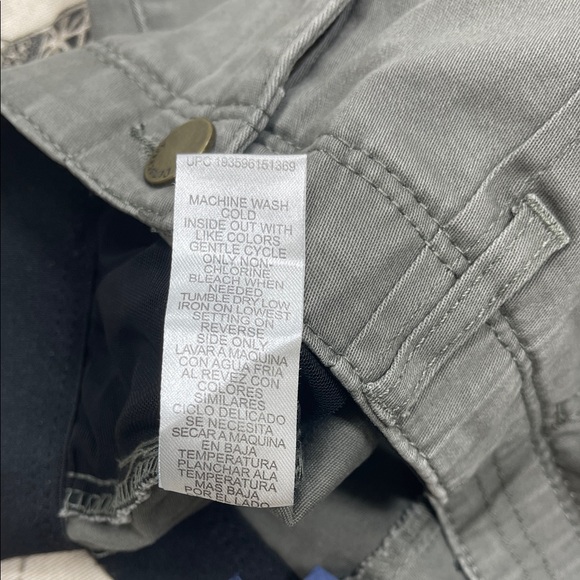 UPC 193596151369
MACHINE WASH
COLD
INSIDE OUT WITH
LIKE COLORS
GENTLE CYCLE
ONLY NON-
CHLORINE
BLEACH WHEN
NEEDED
TUMBLE DRY LOW
IRON ON LOWEST
SETTING ON
REVERSE
SIDE ONLY
LAVAR A MAQUINA
CON AGUA FRIA
AL REVEZ CON
COLORES
SIMILARES
CICLO DELICADO
SE NECESITA
SECAR A MAQUINA
EN BAJA
TEMPERATURA
PLANCHAR ALA
TEMPERATURA
MAS BAJA Y
POR EL LADO